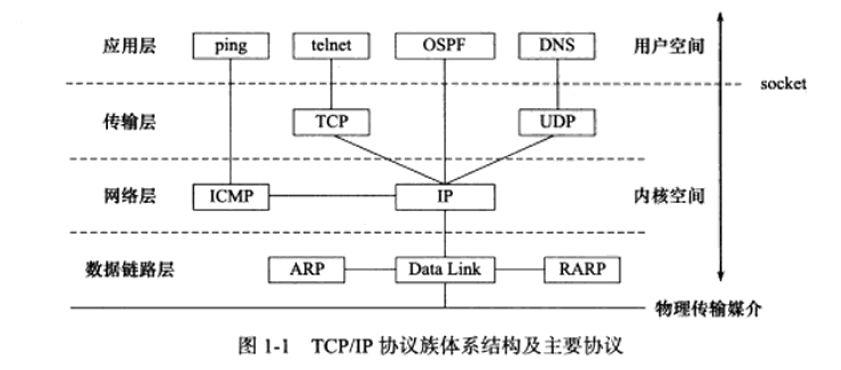 应用层 ping telnet OSPF DNS 用户空间
socket
传输层 TCP UDP
网络层 ICMP IP 内核空间
数据链路层 ARP Data Link RARP
物理传输媒介
图 1-1 TCP/IP 协议族体系结构及主要协议